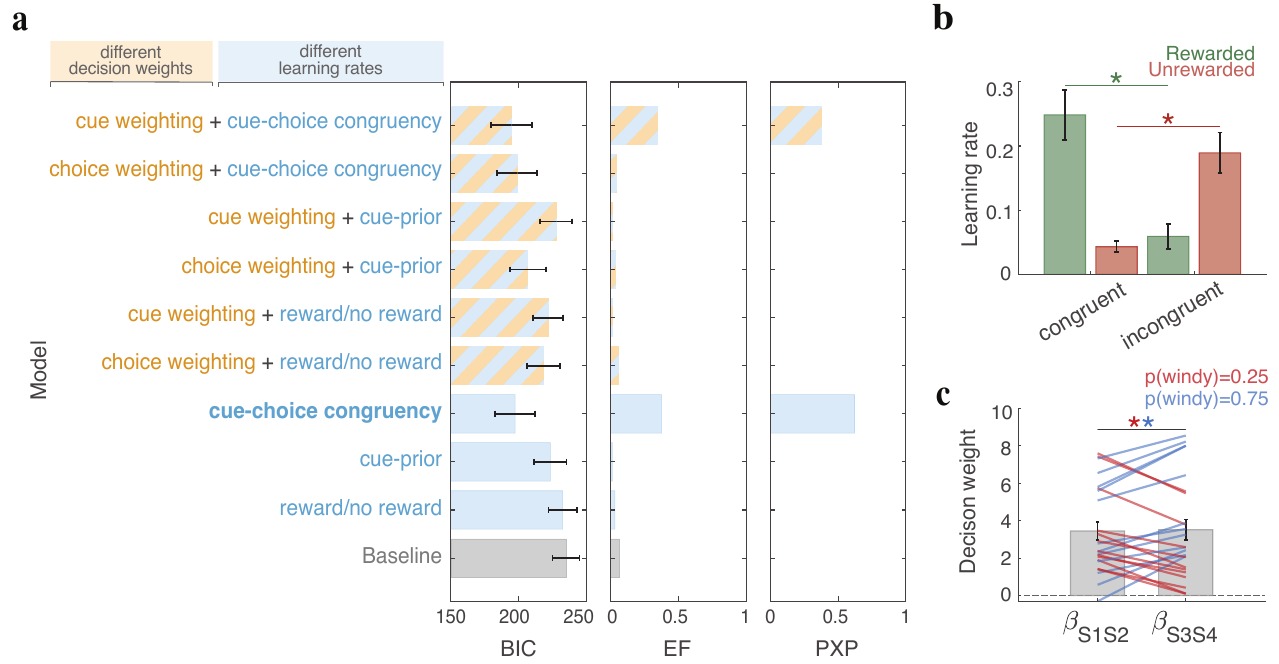 a
different
decision weights
different
learning rates
cue weighting + cue-choice congruency
choice weighting + cue-choice congruency
cue weighting + cue-prior
choice weighting + cue-prior
cue weighting + reward/no reward
choice weighting + reward/no reward
cue-choice congruency
cue-prior
reward/no reward
Baseline
Model
150 200 250
BIC
0 0.5 1
EF
0 0.5 1
PXP
b
Rewarded
Unrewarded
*
*
0.3
0.2
0.1
0
Learning rate
congruent
incongruent
c
p(windy)=0.25
p(windy)=0.75
**
10
8
6
4
2
0
Decison weight
βS1S2 βS3S4